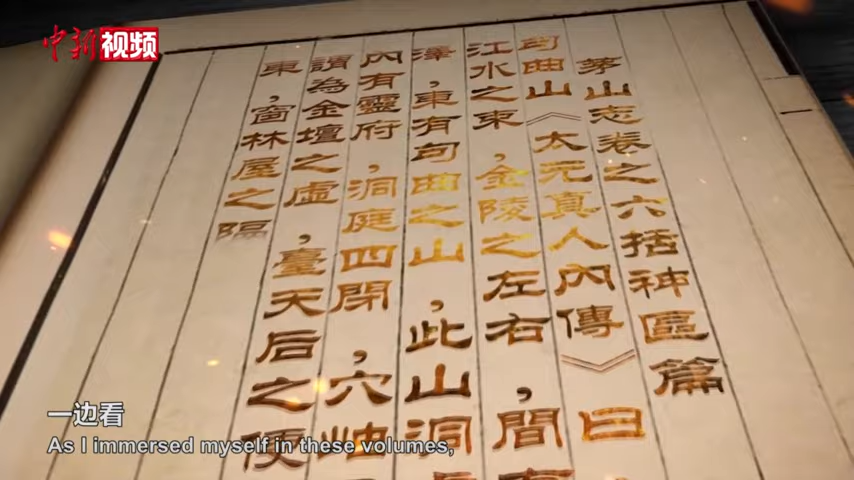 中新视频
茅山志卷之六括神區篇
句曲山《太元真人內傳》曰
江水之東，金陵之左右，間
澤，東有句曲之山，此山洞
內有靈府，洞庭四開，穴岫
謂為金壇之虛，臺天后之便
東，窗林屋之隔
一边看
As I immersed myself in these volumes,